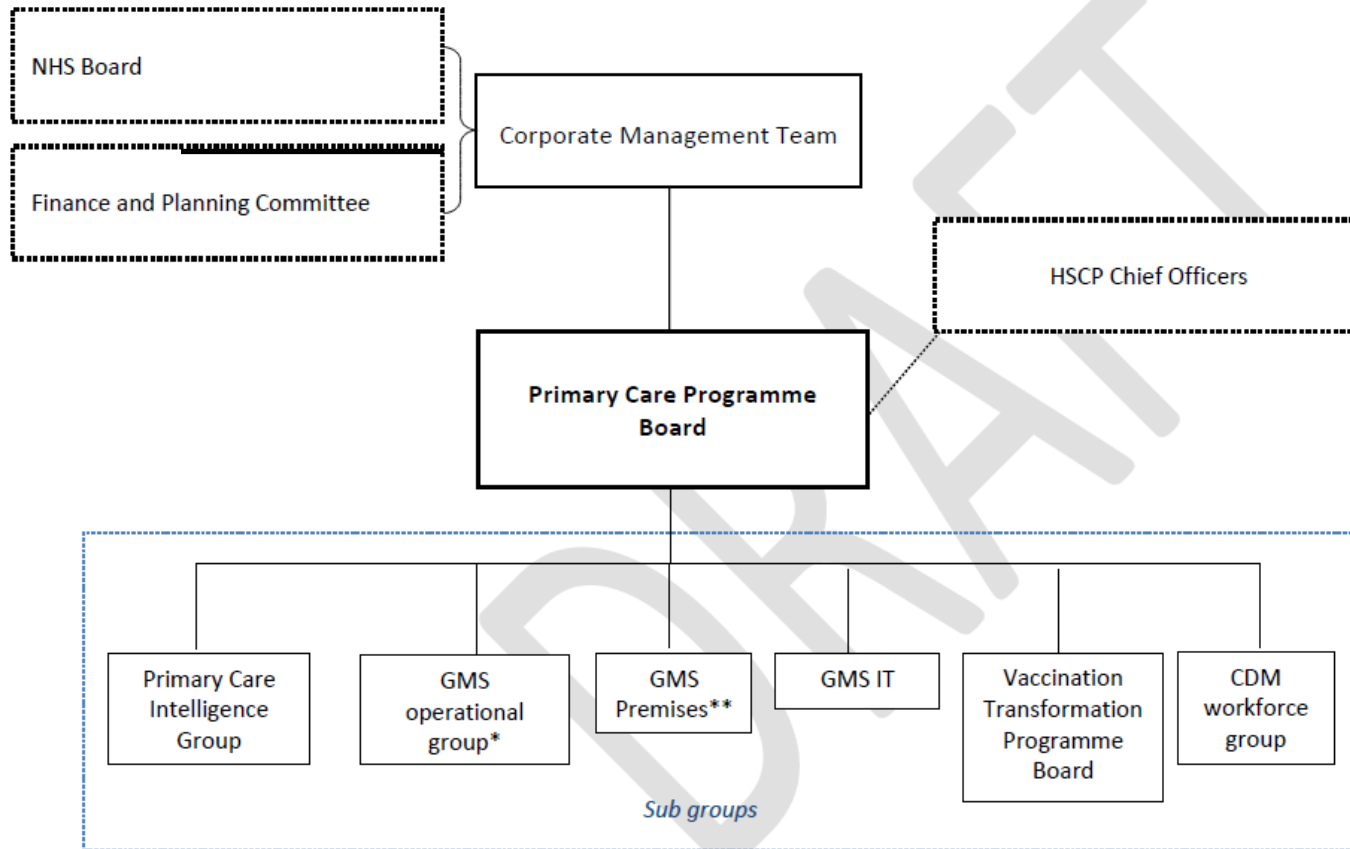 NHS Board
Corporate Management Team
Finance and Planning Committee
HSCP Chief Officers
Primary Care Programme
Board
Primary Care
Intelligence
Group
GMS
operational
group*
GMS
Premises**
GMS IT
Vaccination
Transformation
Programme
Board
CDM
workforce
group
Sub groups
DRAFT